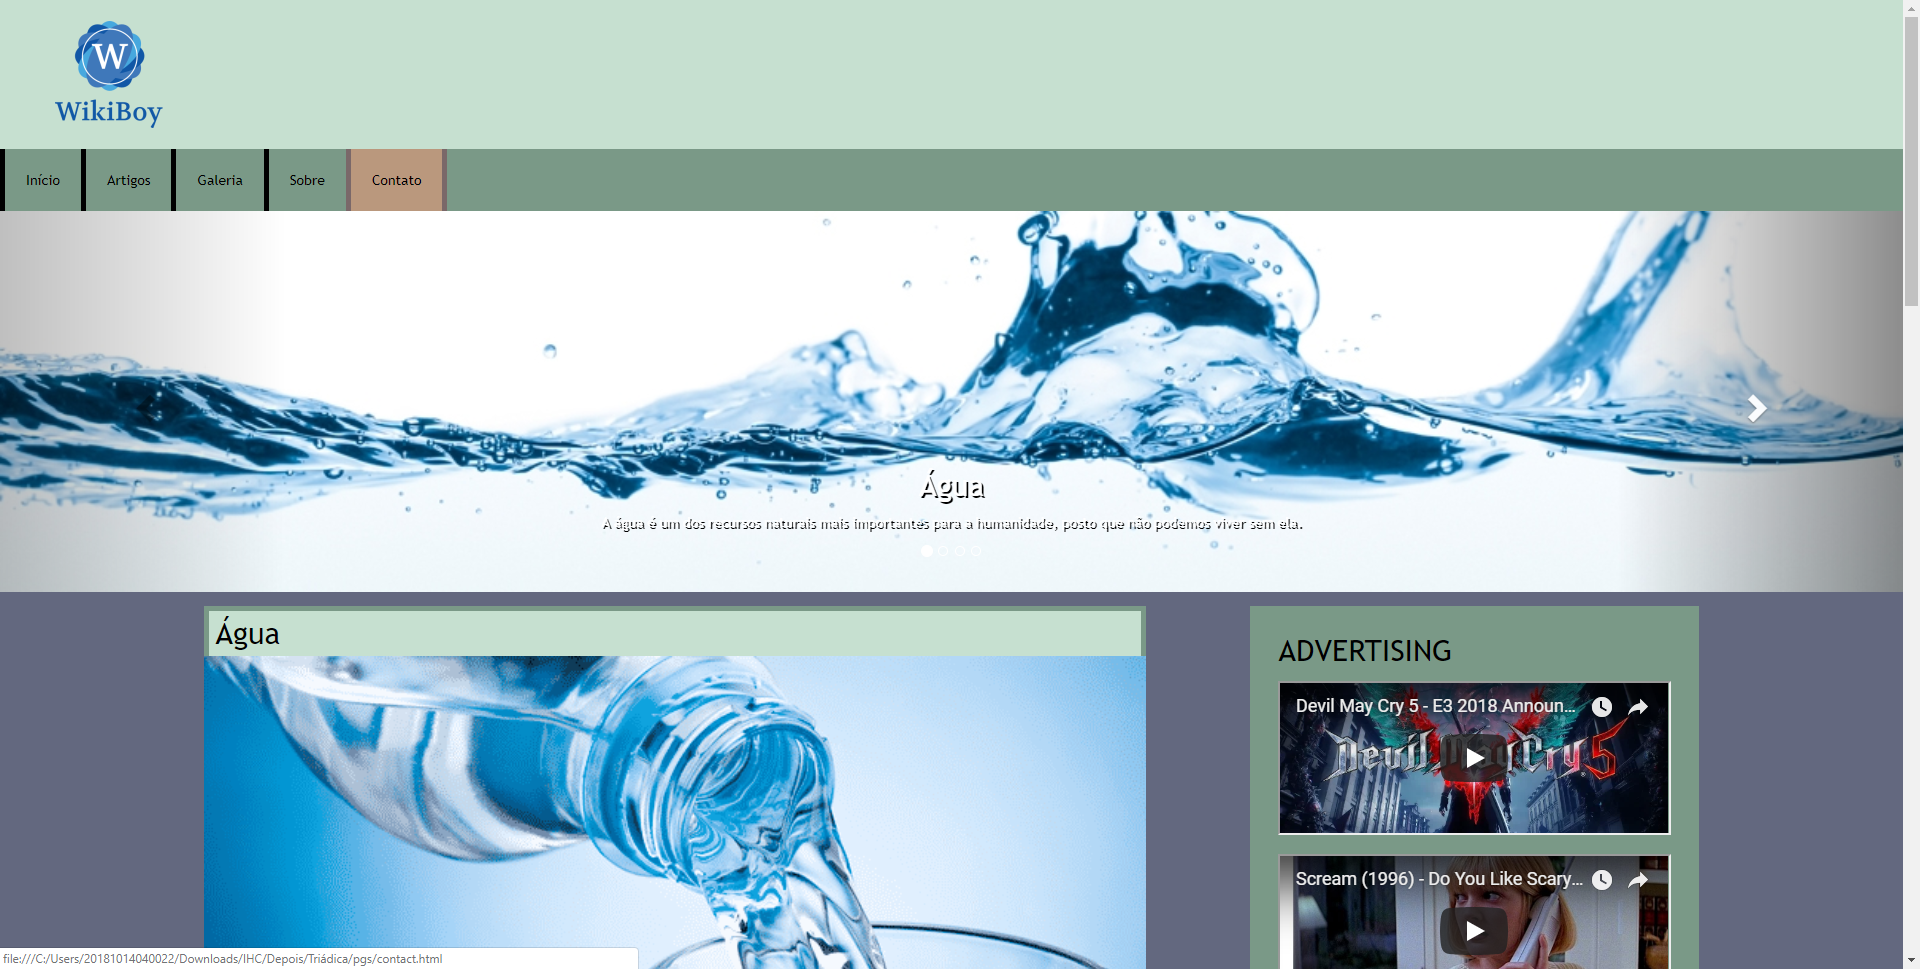 W
WikiBoy
Início
Artigos
Galeria
Sobre
Contato
Água
A água é um dos recursos naturais mais importantes para a humanidade, posto que não podemos viver sem ela.
Água
ADVERTISING
Devil May Cry 5 - E3 2018 Announ...
Devil May Cry 5
Scream (1996) - Do You Like Scary...
file:///C:/Users/20181014040022/Downloads/IHC/Depois/Triádica/pgs/contact.html